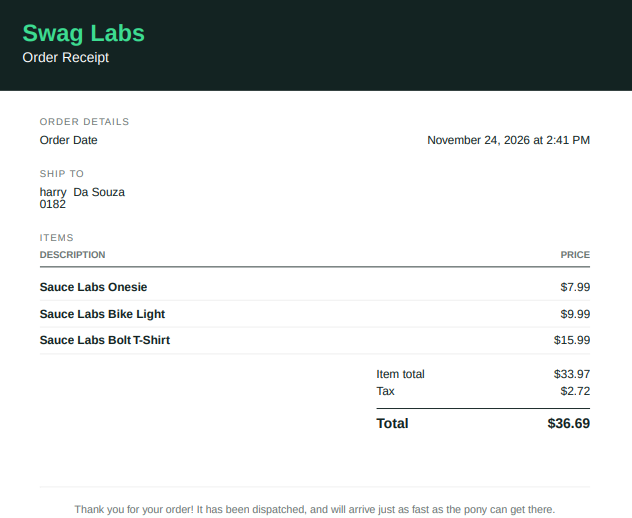 Swag Labs
Order Receipt
ORDER DETAILS
Order Date November 24, 2026 at 2:41 PM
SHIP TO
harry  Da Souza
0182
ITEMS
DESCRIPTION PRICE
Sauce Labs Onesie $7.99
Sauce Labs Bike Light $9.99
Sauce Labs Bolt T-Shirt $15.99
Item total $33.97
Tax $2.72
Total $36.69
Thank you for your order! It has been dispatched, and will arrive just as fast as the pony can get there.